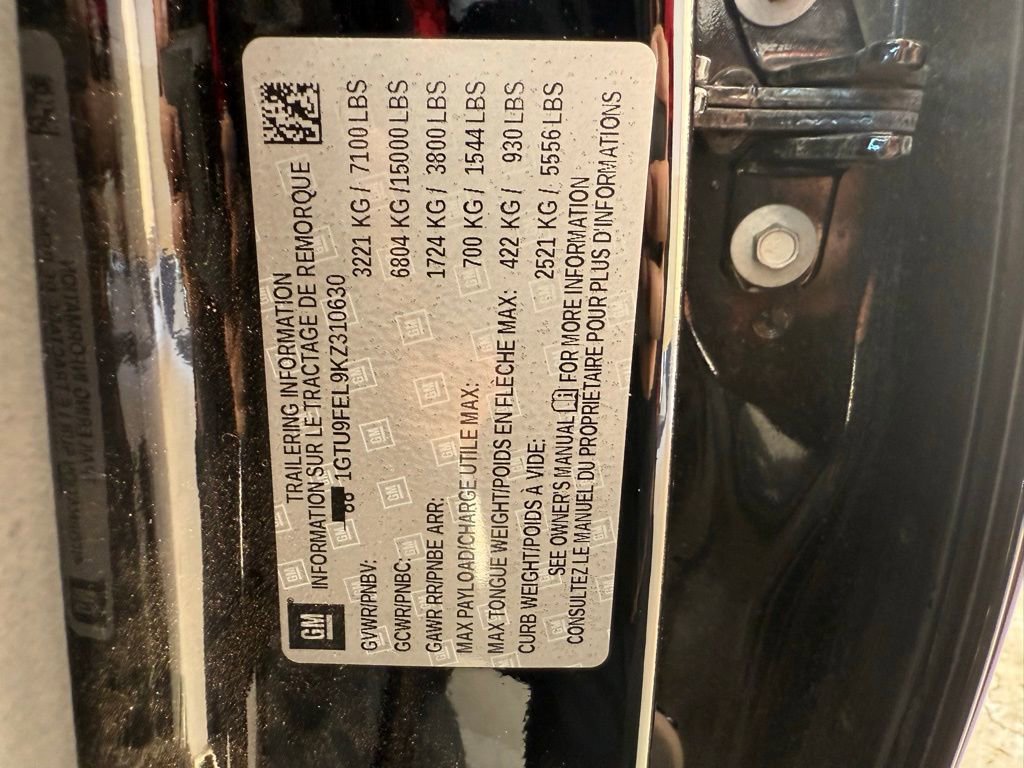 GM
TRAILERING INFORMATION
INFORMATION SUR LE TRACTAGE DE REMORQUE
1GTU9FEL9KZ310630
GVWR/PNBV: 3221 KG / 7100 LBS
GCWR/PNBC: 6804 KG /15000 LBS
GAWR RR/PNBE ARR: 1724 KG / 3800 LBS
MAX PAYLOAD/CHARGE UTILE MAX: 700 KG / 1544 LBS
MAX TONGUE WEIGHT/POIDS EN FLÈCHE MAX: 422 KG / 930 LBS
CURB WEIGHT/POIDS À VIDE: 2521 KG / 5556 LBS
SEE OWNER'S MANUAL FOR MORE INFORMATION
CONSULTEZ LE MANUEL DU PROPRIÉTAIRE POUR PLUS D'INFORMATIONS